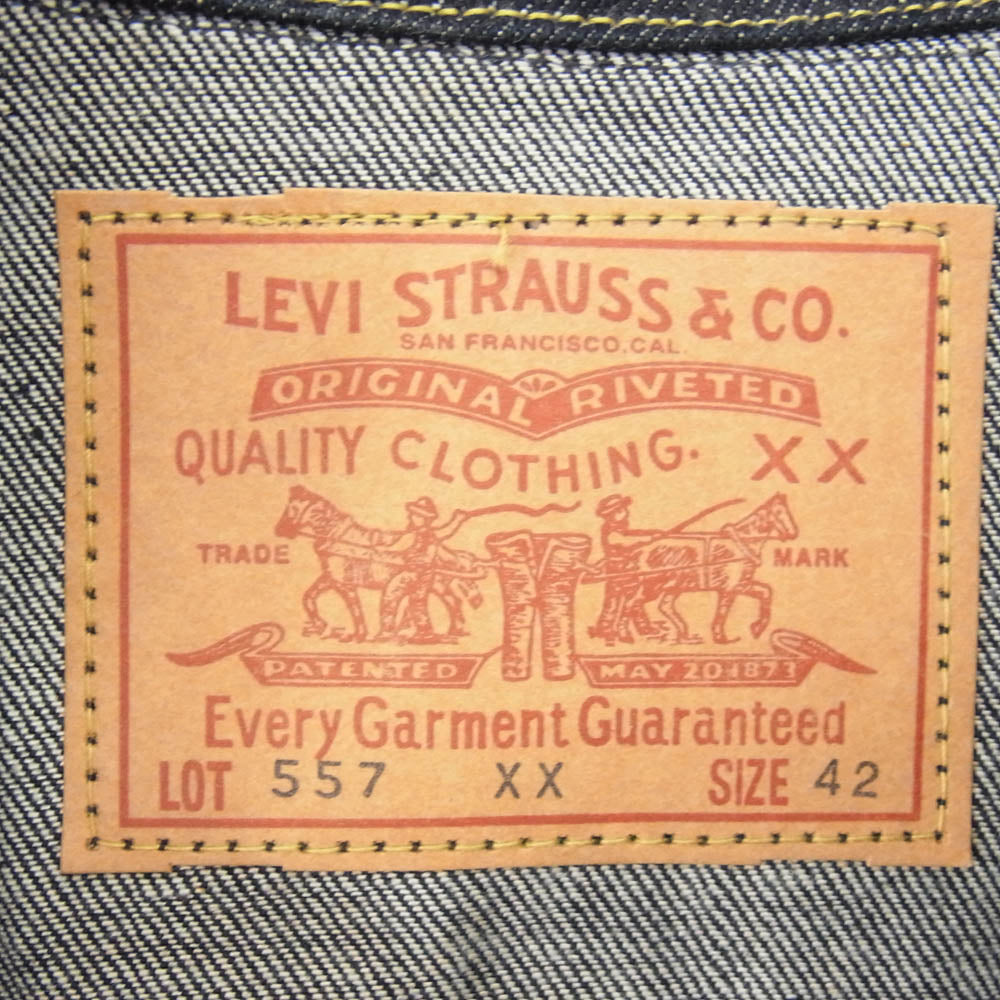 LEVI STRAUSS & CO.
SAN FRANCISCO, CAL.
ORIGINAL RIVETED
QUALITY CLOTHING. XX
TRADE MARK
PATENTED MAY 20 1873
Every Garment Guaranteed
LOT 557 XX SIZE 42